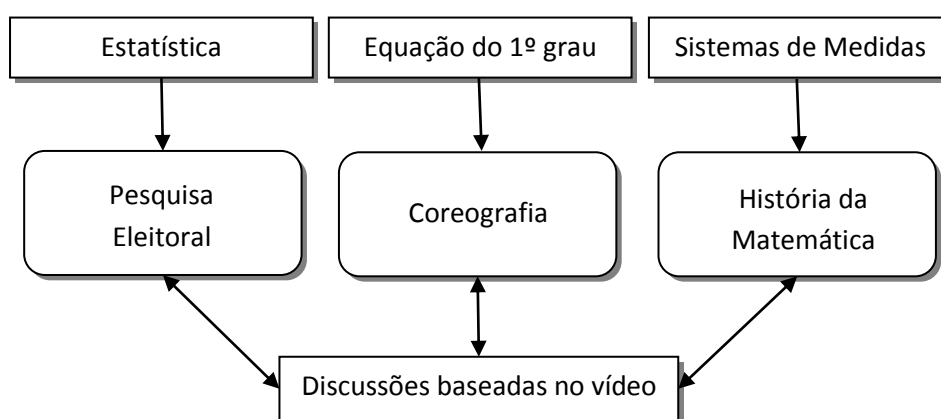 Estatística
Equação do 1º grau
Sistemas de Medidas
Pesquisa
Eleitoral
Coreografia
História da
Matemática
Discussões baseadas no vídeo